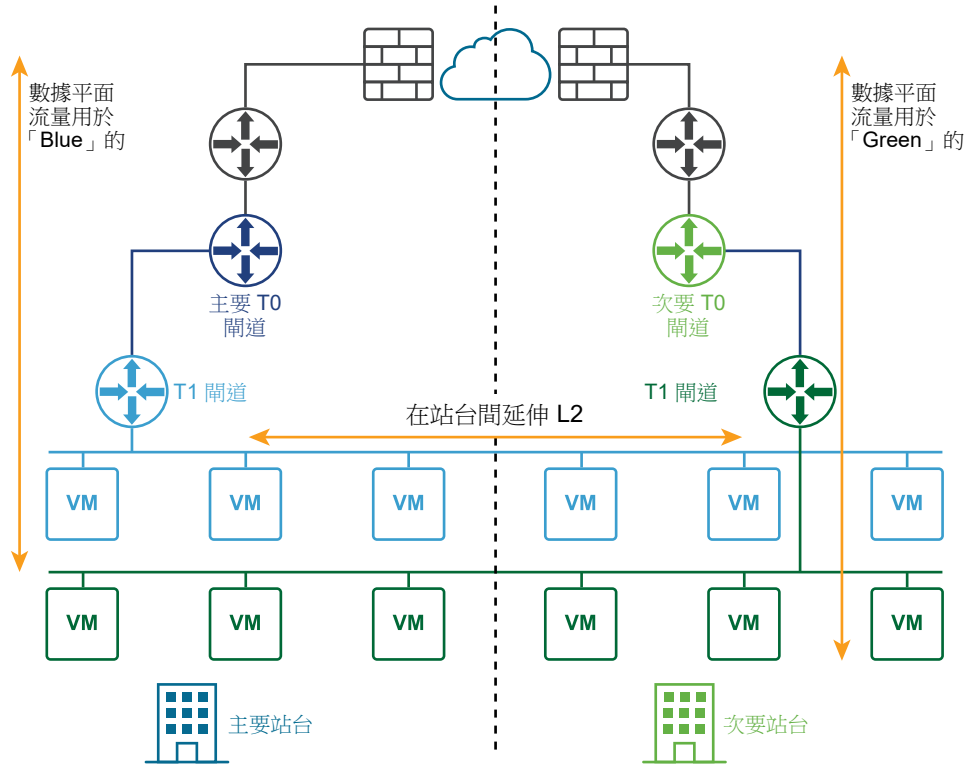 數據平面
流量用於
「Blue」的
數據平面
流量用於
「Green」的
主要 T0
閘道
次要 T0
閘道
T1 閘道
T1 閘道
在站台間延伸 L2
VM
VM
VM
VM
VM
VM
VM
VM
VM
VM
VM
VM
主要站台
次要站台